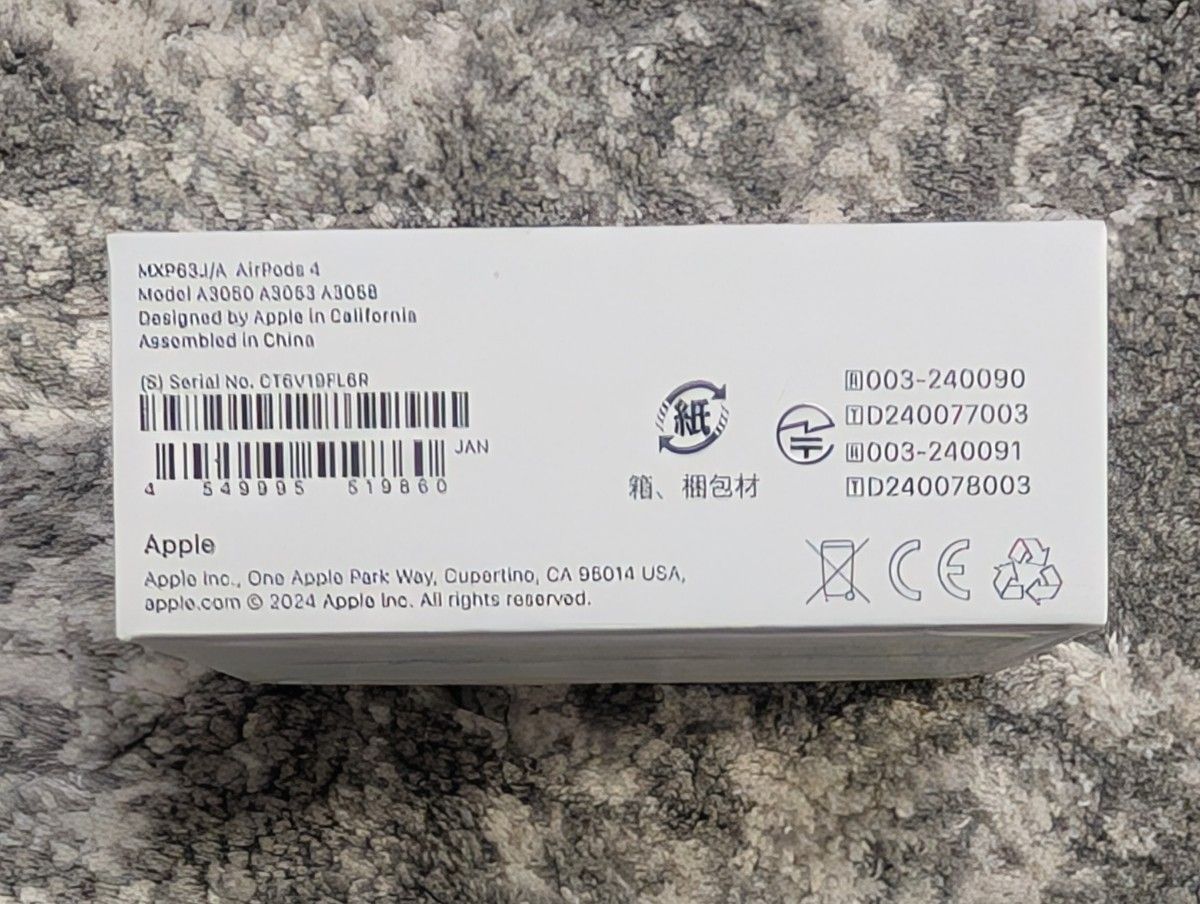 MXP63J/A AirPods 4
Model A3050 A3053 A3058
Designed by Apple in California
Assembled in China
(S) Serial No.
JAN
4 549995 519860
紙
箱、梱包材
003-240090
D240077003
003-240091
D240078003
Apple
Apple Inc., One Apple Park Way, Cupertino, CA 95014 USA,
apple.com © 2024 Apple Inc. All rights reserved.
CE